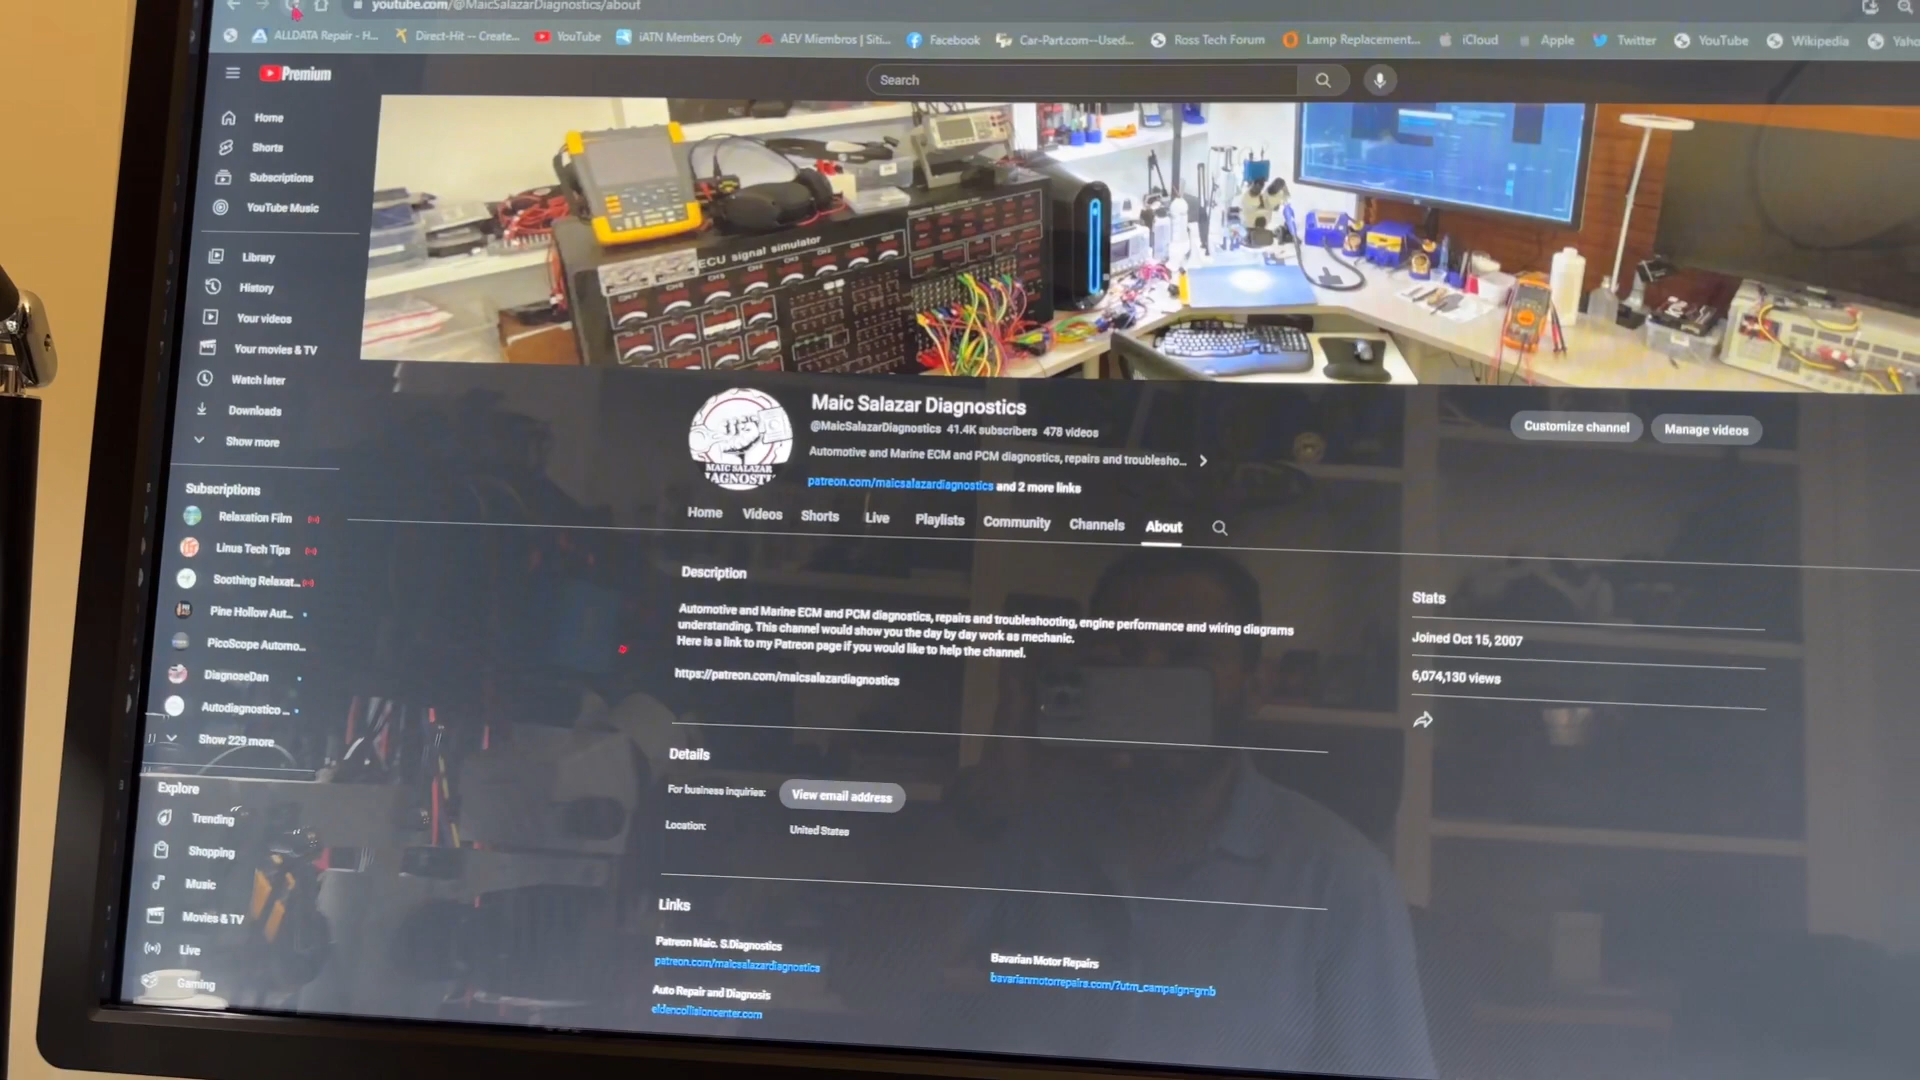 youtube.com/@MaicSalazarDiagnostics/about
ALLDATA Repair - H...
Direct-Hit -- Create...
YouTube
iATN Members Only
AEV Miembros | Siti...
Facebook
Car-Part.com--Used...
Ross Tech Forum
Lamp Replacement...
iCloud
Apple
Twitter
YouTube
Wikipedia
Yaho
Premium
Search
Home
Shorts
Subscriptions
YouTube Music
Library
History
Your videos
Your movies & TV
Watch later
Downloads
Show more
Subscriptions
Relaxation Film
Linus Tech Tips
Soothing Relaxat...
Pine Hollow Aut...
PicoScope Automo...
DiagnoseDan
Autodiagnostico ...
Show 229 more
Explore
Trending
Shopping
Music
Movies & TV
Live
Gaming
ECU signal simulator
MAIC SALAZAR
Maic Salazar Diagnostics
@MaicSalazarDiagnostics 41.4K subscribers 478 videos
Automotive and Marine ECM and PCM diagnostics, repairs and troublesho...
patreon.com/maicsalazardiagnostics and 2 more links
Customize channel
Manage videos
Home
Videos
Shorts
Live
Playlists
Community
Channels
About
Description
Automotive and Marine ECM and PCM diagnostics, repairs and troubleshooting, engine performance and wiring diagrams
understanding. This channel would show you the day by day work as mechanic.
Here is a link to my Patreon page if you would like to help the channel.
https://patreon.com/maicsalazardiagnostics
Stats
Joined Oct 15, 2007
6,074,130 views
Details
For business inquiries:
View email address
Location:
United States
Links
Patreon Maic. S.Diagnostics
patreon.com/maicsalazardiagnostics
Bavarian Motor Repairs
bavarianmotorrepairs.com/?utm_campaign=gmb
Auto Repair and Diagnosis
eldencollisioncenter.com